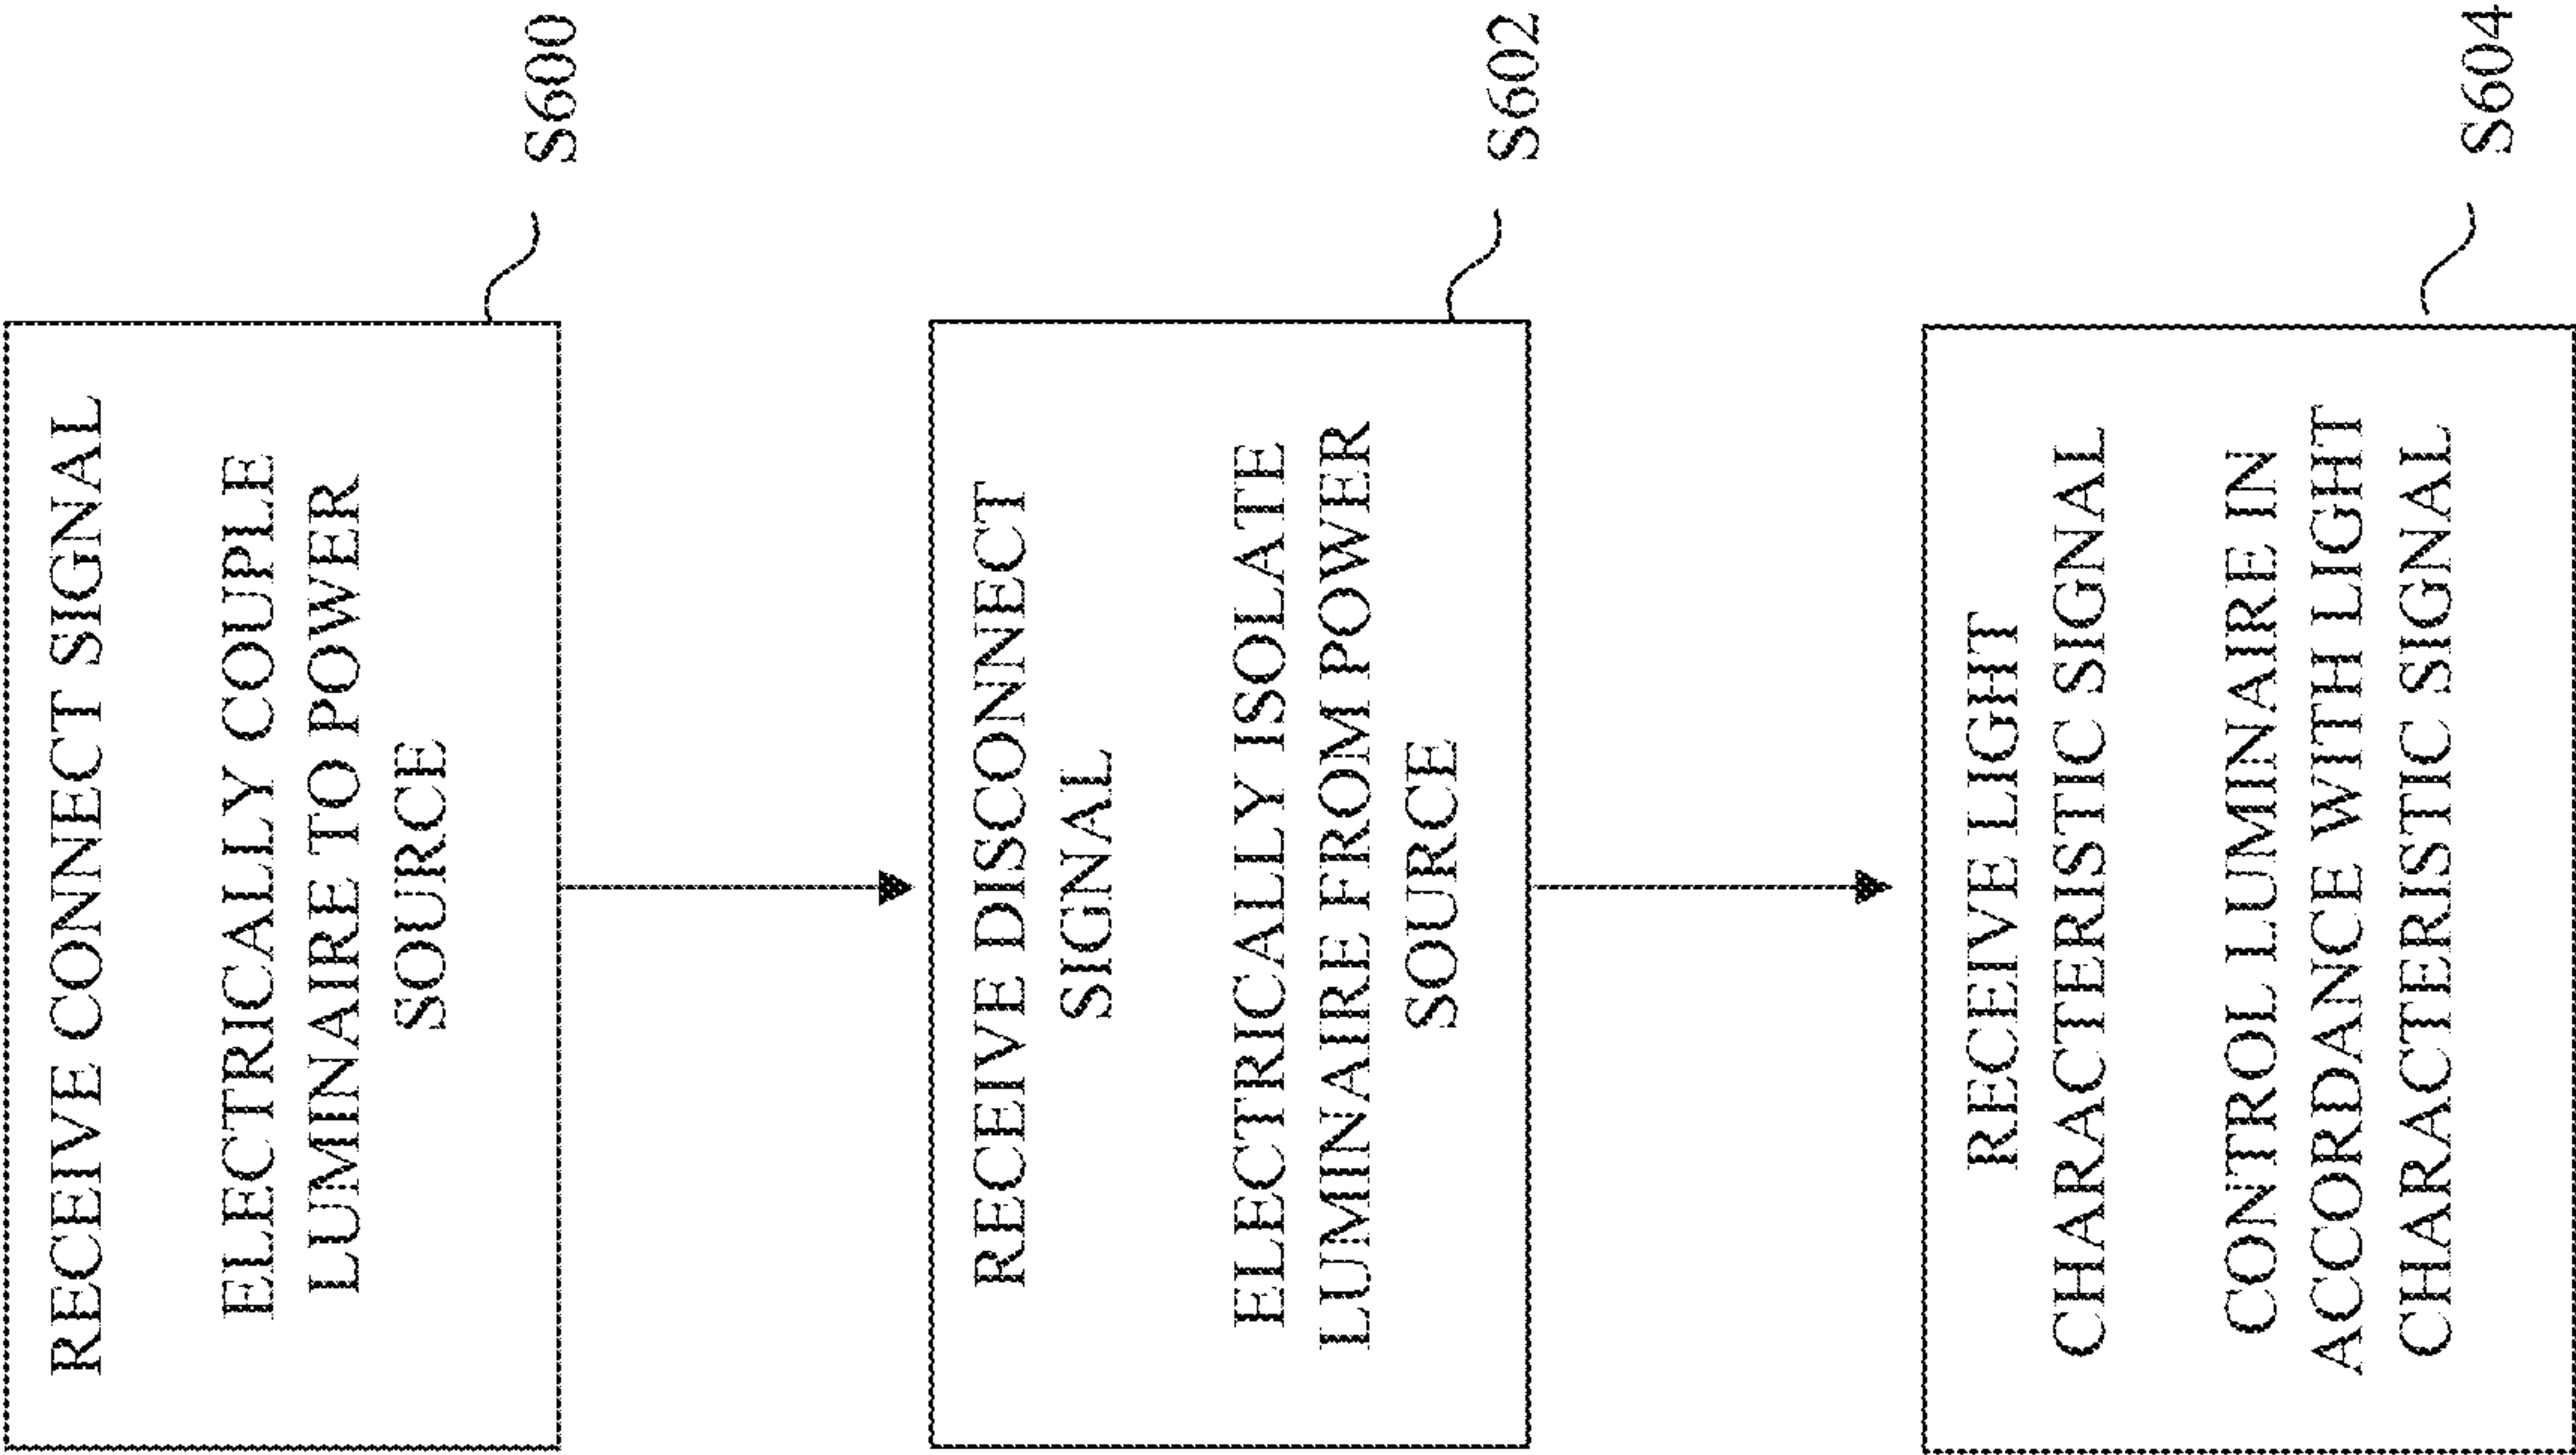 RECEIVE CONNECT SIGNAL
ELECTRICALLY COUPLE
LUMINAIRE TO POWER
SOURCE
S600
RECEIVE DISCONNECT
SIGNAL
ELECTRICALLY ISOLATE
LUMINAIRE FROM POWER
SOURCE
S602
RECEIVE LIGHT
CHARACTERISTIC SIGNAL
CONTROL LUMINAIRE IN
ACCORDANCE WITH LIGHT
CHARACTERISTIC SIGNAL
S604